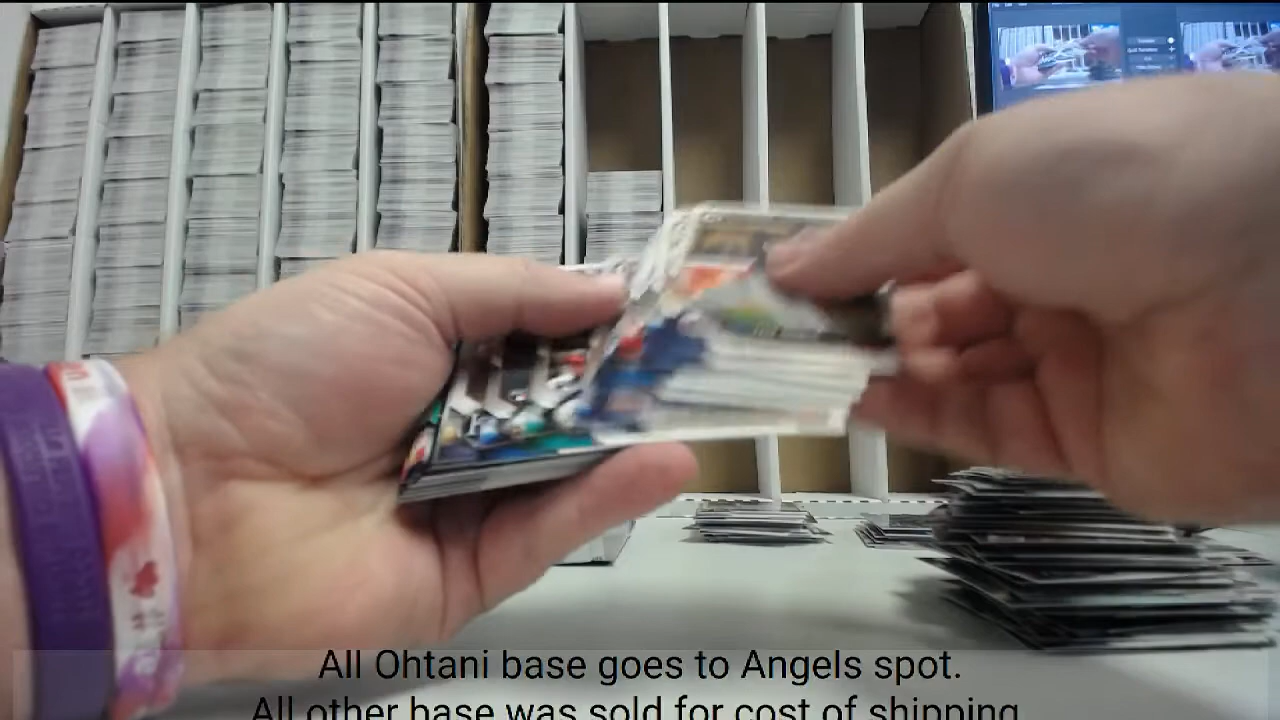 All Ohtani base goes to Angels spot.
All other base was sold for cost of shipping